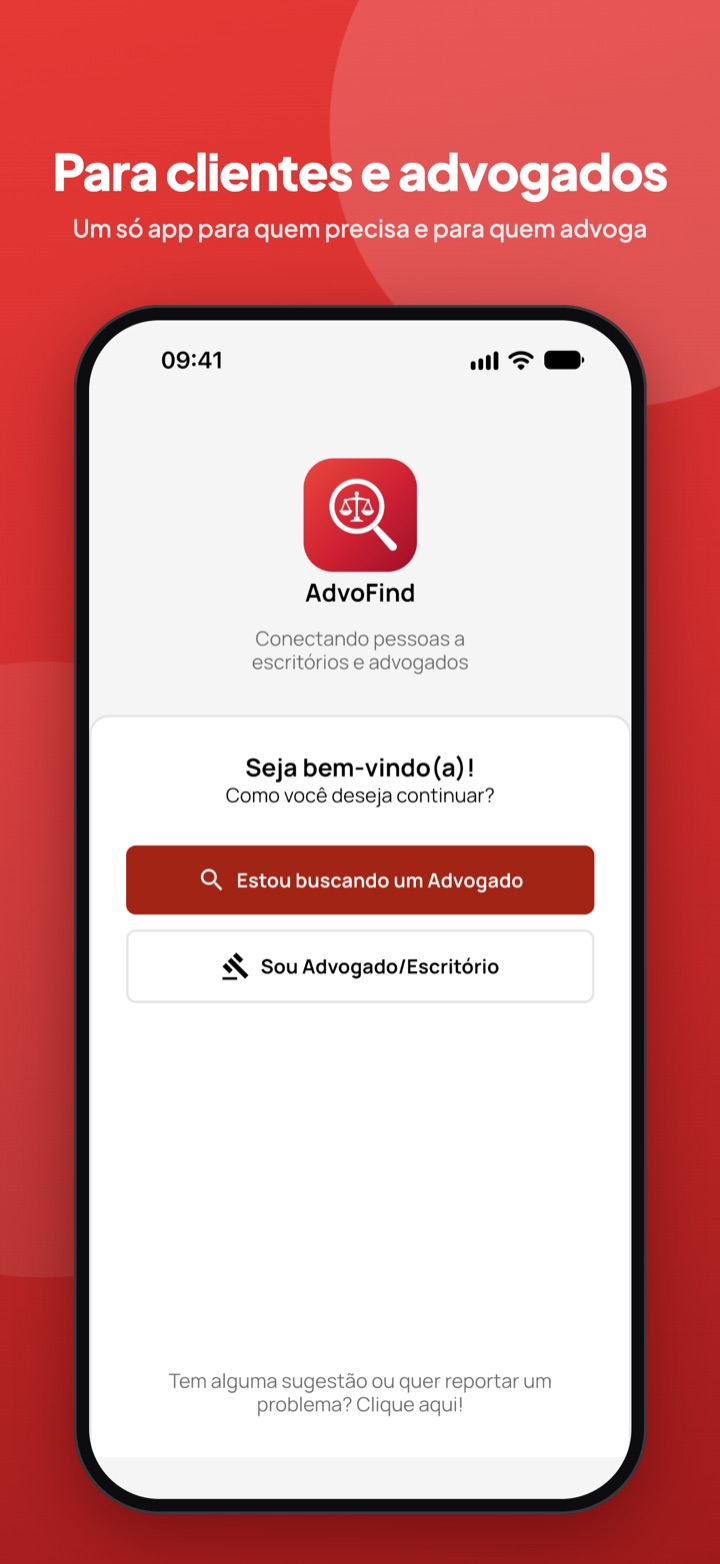 Para clientes e advogados
Um só app para quem precisa e para quem advoga
09:41
AdvoFind
Conectando pessoas a
escritórios e advogados
Seja bem-vindo(a)!
Como você deseja continuar?
Estou buscando um Advogado
Sou Advogado/Escritório
Tem alguma sugestão ou quer reportar um
problema? Clique aqui!